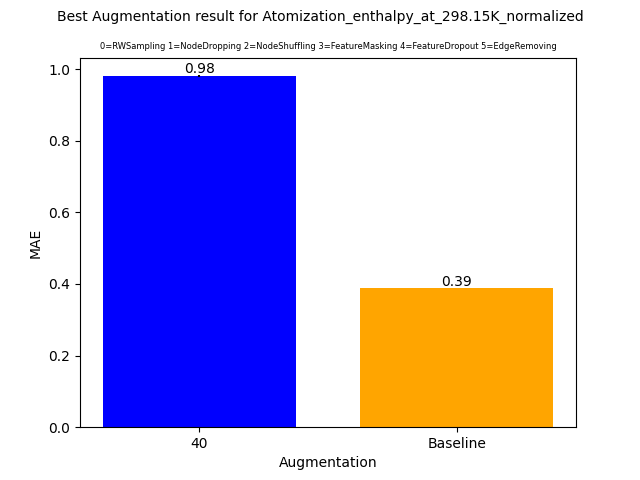 Best Augmentation result for Atomization_enthalpy_at_298.15K_normalized
0=RWSampling 1=NodeDropping 2=NodeShuffling 3=FeatureMasking 4=FeatureDropout 5=EdgeRemoving
1.0
0.8
0.6
0.4
0.2
0.0
MAE
0.98
0.39
40
Baseline
Augmentation